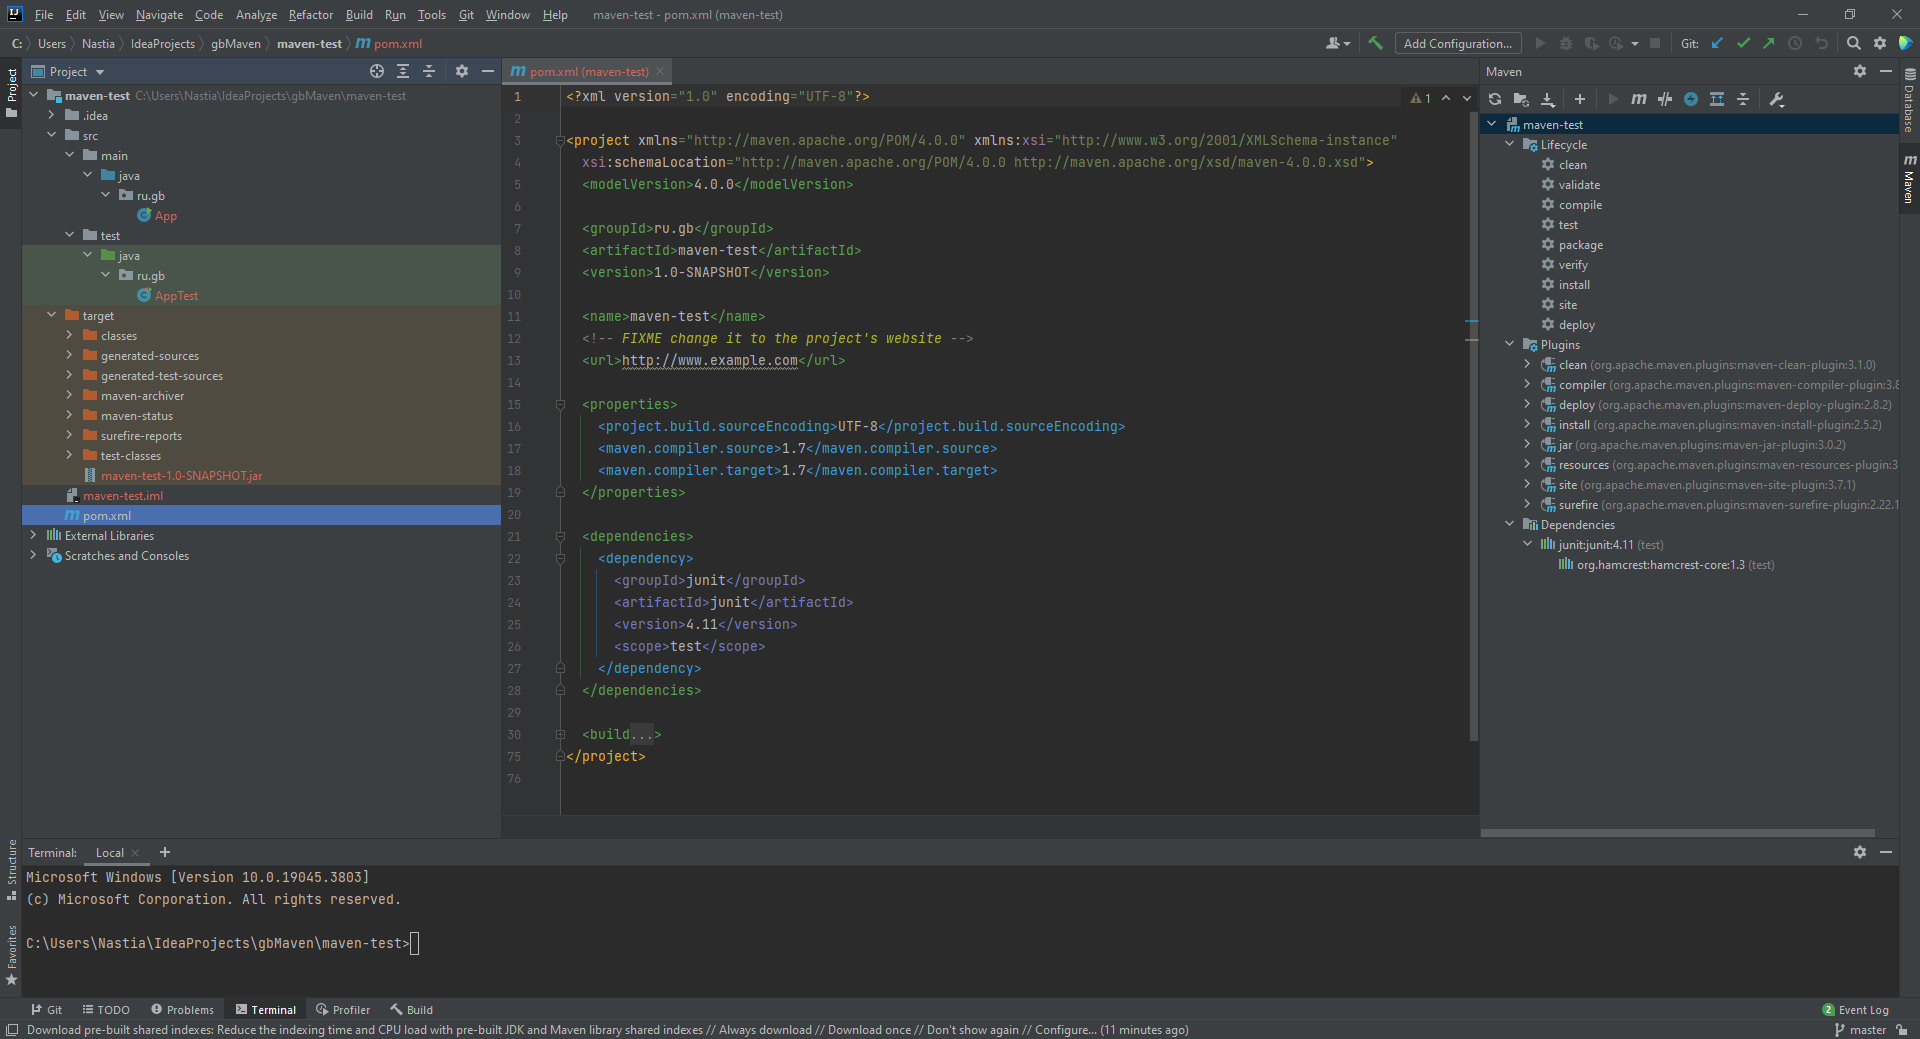 File Edit View Navigate Code Analyze Refactor Build Run Tools Git Window Help maven-test - pom.xml (maven-test)
C: Users Nastia IdeaProjects gbMaven maven-test pom.xml
Add Configuration...
Git:
Project
Project
maven-test C:\Users\Nastia\IdeaProjects\gbMaven\maven-test
.idea
src
main
java
ru.gb
App
test
java
ru.gb
AppTest
target
classes
generated-sources
generated-test-sources
maven-archiver
maven-status
surefire-reports
test-classes
maven-test-1.0-SNAPSHOT.jar
maven-test.iml
pom.xml
External Libraries
Scratches and Consoles
Structure
Favorites
pom.xml (maven-test)
1
1 <?xml version="1.0" encoding="UTF-8"?>
2
3 <project xmlns="http://maven.apache.org/POM/4.0.0" xmlns:xsi="http://www.w3.org/2001/XMLSchema-instance"
4 xsi:schemaLocation="http://maven.apache.org/POM/4.0.0 http://maven.apache.org/xsd/maven-4.0.0.xsd">
5 <modelVersion>4.0.0</modelVersion>
6
7 <groupId>ru.gb</groupId>
8 <artifactId>maven-test</artifactId>
9 <version>1.0-SNAPSHOT</version>
10
11 <name>maven-test</name>
12 <!-- FIXME change it to the project's website -->
13 <url>http://www.example.com</url>
14
15 <properties>
16 <project.build.sourceEncoding>UTF-8</project.build.sourceEncoding>
17 <maven.compiler.source>1.7</maven.compiler.source>
18 <maven.compiler.target>1.7</maven.compiler.target>
19 </properties>
20
21 <dependencies>
22 <dependency>
23 <groupId>junit</groupId>
24 <artifactId>junit</artifactId>
25 <version>4.11</version>
26 <scope>test</scope>
27 </dependency>
28 </dependencies>
29
30 <build...>
75 </project>
76
Maven
maven-test
Lifecycle
clean
validate
compile
test
package
verify
install
site
deploy
Plugins
clean (org.apache.maven.plugins:maven-clean-plugin:3.1.0)
compiler (org.apache.maven.plugins:maven-compiler-plugin:3.8
deploy (org.apache.maven.plugins:maven-deploy-plugin:2.8.2)
install (org.apache.maven.plugins:maven-install-plugin:2.5.2)
jar (org.apache.maven.plugins:maven-jar-plugin:3.0.2)
resources (org.apache.maven.plugins:maven-resources-plugin:3
site (org.apache.maven.plugins:maven-site-plugin:3.7.1)
surefire (org.apache.maven.plugins:maven-surefire-plugin:2.22.1
Dependencies
junit:junit:4.11 (test)
org.hamcrest:hamcrest-core:1.3 (test)
Database
Maven
Terminal: Local
Microsoft Windows [Version 10.0.19045.3803]
(c) Microsoft Corporation. All rights reserved.
C:\Users\Nastia\IdeaProjects\gbMaven\maven-test>
Git TODO Problems Terminal Profiler Build
2 Event Log
Download pre-built shared indexes: Reduce the indexing time and CPU load with pre-built JDK and Maven library shared indexes // Always download // Download once // Don't show again // Configure... (11 minutes ago)
master